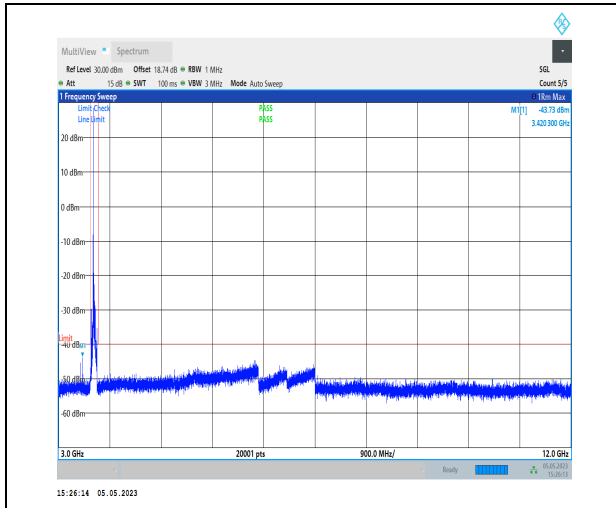 MultiView Spectrum
Ref Level 30.00 dBm Offset 18.74 dB RBW 1 MHz SGL
Att 15 dB SWT 100 ms VBW 3 MHz Mode Auto Sweep Count 5/5
1 Frequency Sweep 1Rm Max
Limit Check PASS M1[1] -43.73 dBm
Line Limit PASS 3.420 300 GHz
20 dBm
10 dBm
0 dBm
-10 dBm
-20 dBm
-30 dBm
Limit
-40 dBm
-50 dBm
-60 dBm
3.0 GHz 20001 pts 900.0 MHz/ 12.0 GHz
Ready 05.05.2023
15:26:13
15:26:14 05.05.2023